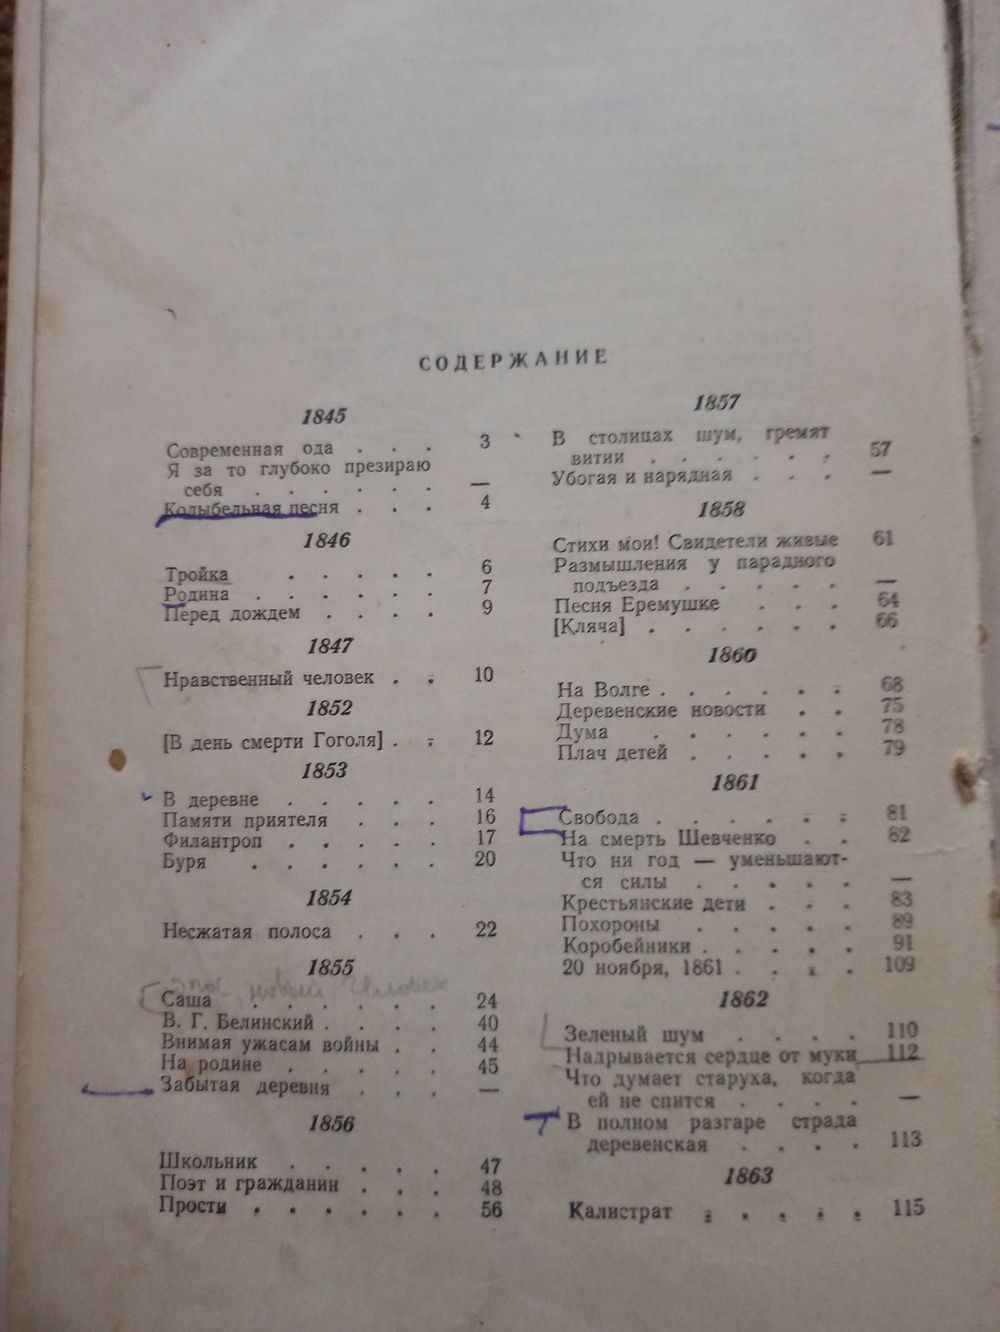 СОДЕРЖАНИЕ
1845
Современная ода . . . 3
Я за то глубоко презираю
себя . . . . . . —
Колыбельная песня . . . 4
1846
Тройка . . . . . 6
Родина . . . . . . 7
Перед дождем . . . . 9
1847
Нравственный человек . . 10
1852
[В день смерти Гоголя] . . 12
1853
В деревне . . . . . 14
Памяти приятеля . . . 16
Филантроп . . . . . 17
Буря . . . . . . 20
1854
Несжатая полоса . . . 22
1855
новый человек
Саша . . . . . . 24
В. Г. Белинский . . . . 40
Внимая ужасам войны . . 44
На родине . . . . . 45
Забытая деревня . . . —
1856
Школьник . . . . . 47
Поэт и гражданин . . . 48
Прости . . . . . . 56
1857
В столицах шум, гремят
витии . . . . . . 57
Убогая и нарядная . . . —
1858
Стихи мои! Свидетели живые 61
Размышления у парадного
подъезда . . . . . —
Песня Еремушке . . . 64
[Кляча] . . . . . . 66
1860
На Волге . . . . . . 68
Деревенские новости . . 75
Дума . . . . . . 78
Плач детей . . . . . 79
1861
Свобода . . . . . . 81
На смерть Шевченко . . 82
Что ни год — уменьшают-
ся силы . . . . . —
Крестьянские дети . . . 83
Похороны . . . . . 89
Коробейники . . . . . 91
20 ноября, 1861 . . . . 109
1862
Зеленый шум . . . . 110
Надрывается сердце от муки 112
Что думает старуха, когда
ей не спится . . . . —
В полном разгаре страда
деревенская . . . . 113
1863
Калистрат . . . . . 115